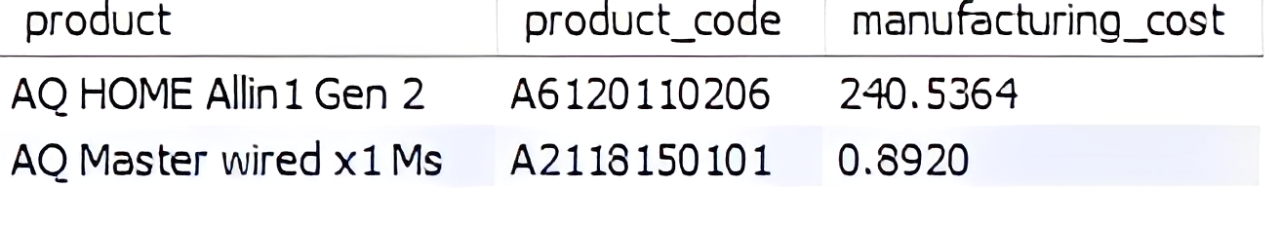 product product_code manufacturing_cost
AQ HOME Allin1 Gen 2 A6120110206 240.5364
AQ Master wired x1 Ms A2118150101 0.8920